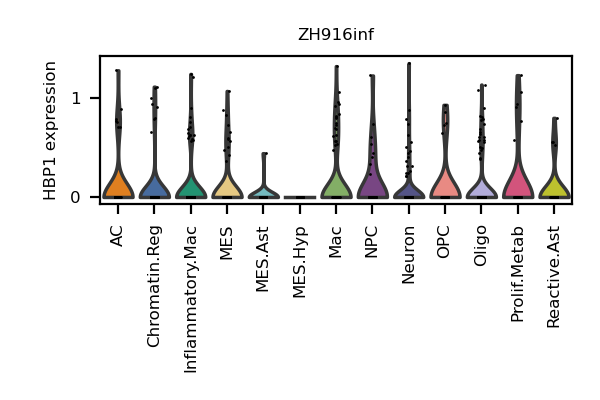 ZH916inf
HBP1 expression
1
0
AC
Chromatin.Reg
Inflammatory.Mac
MES
MES.Ast
MES.Hyp
Mac
NPC
Neuron
OPC
Oligo
Prolif.Metab
Reactive.Ast